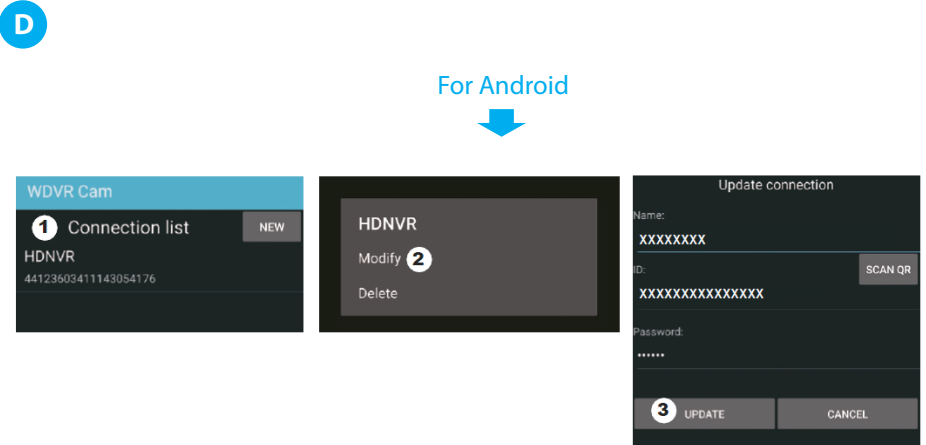 D
For Android
WDVR Cam
1 Connection list NEW
HDNVR
44123603411143054176
HDNVR
Modify 2
Delete
Update connection
Name:
XXXXXXXX
ID:
SCAN QR
XXXXXXXXXXXXXXX
Password:
••••••
3 UPDATE CANCEL